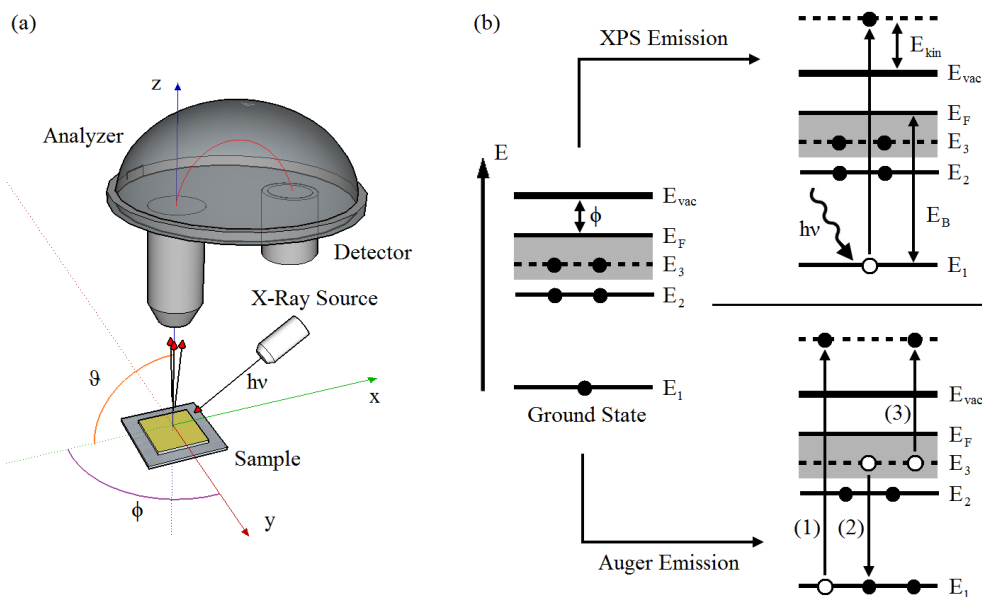 (a)
z
Analyzer
Detector
X-Ray Source
hν
ϑ
x
Sample
ϕ
y
(b)
XPS Emission
E
Evac
ϕ
EF
E3
E2
E1
Ground State
Ekin
Evac
EF
E3
E2
EB
hν
E1
Auger Emission
Evac
(3)
EF
E3
E2
(1)
(2)
E1